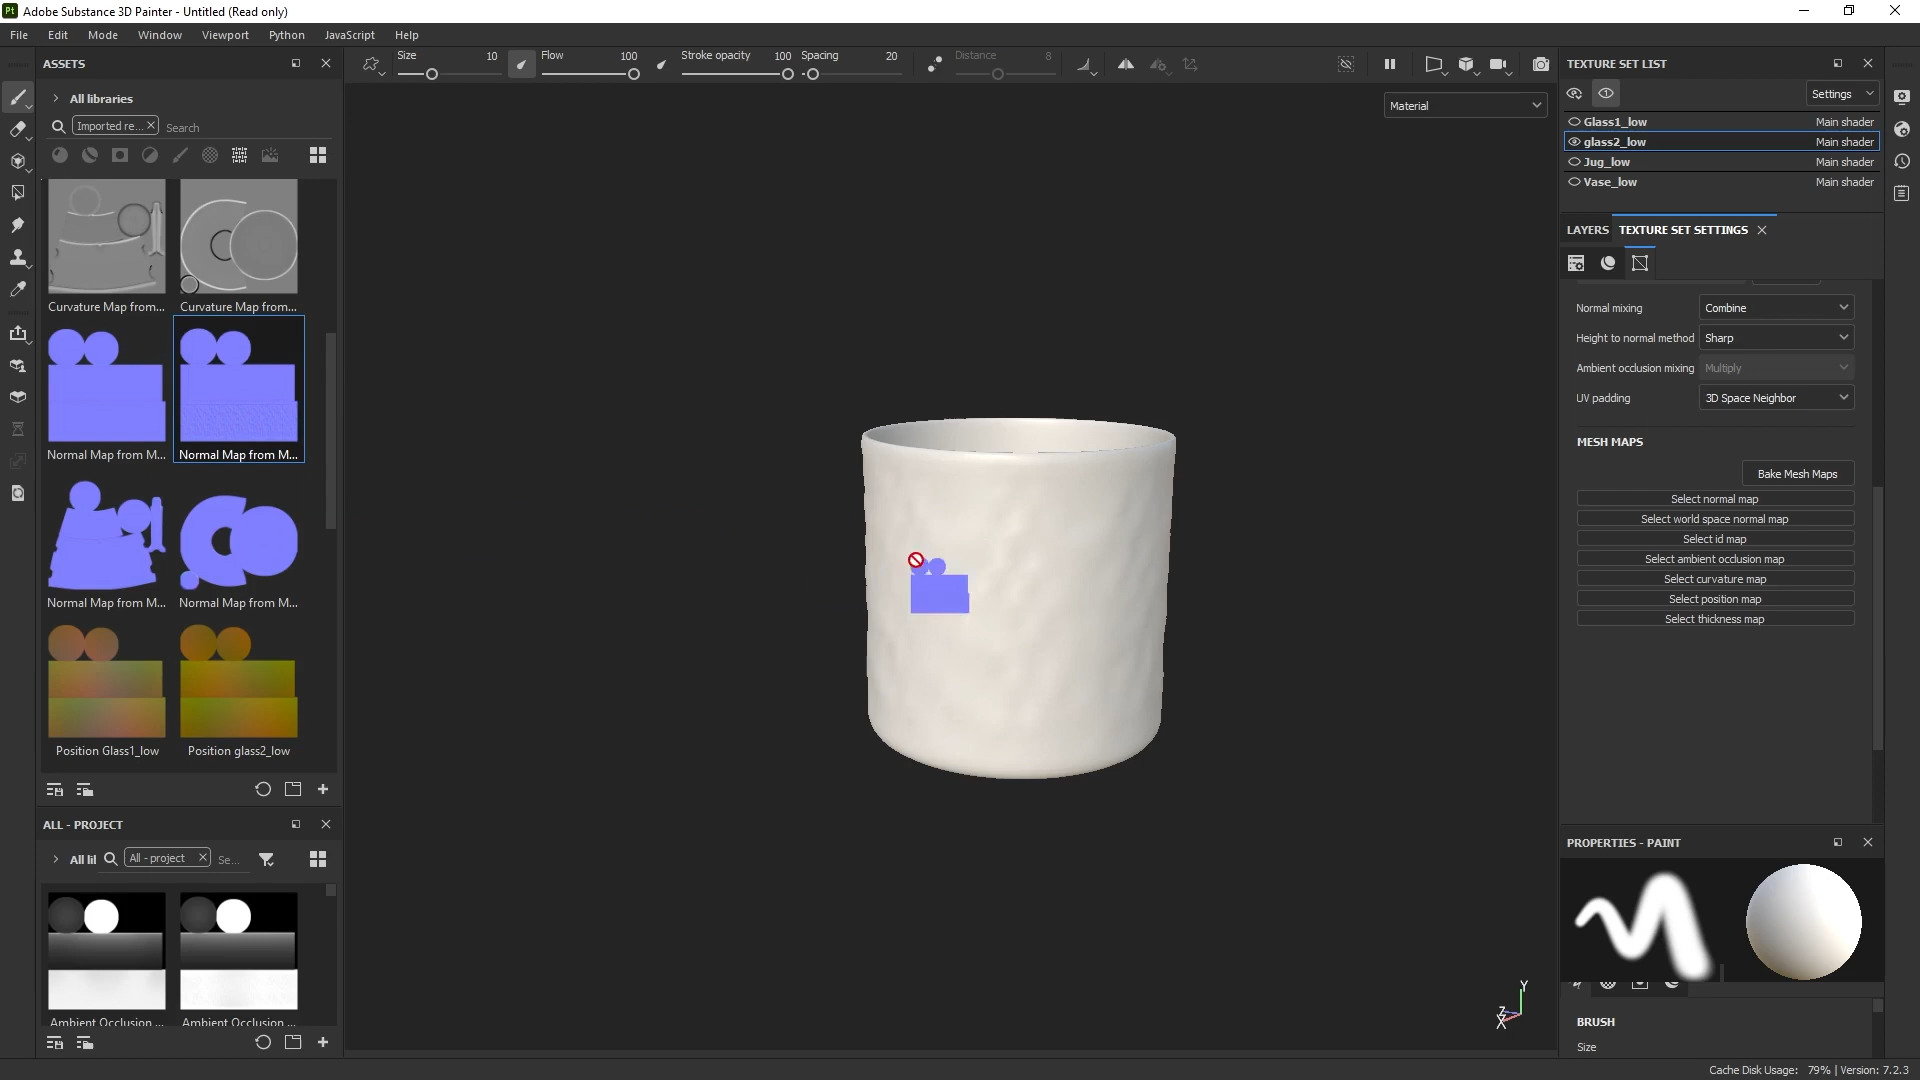 Pt Adobe Substance 3D Painter - Untitled (Read only)
File Edit Mode Window Viewport Python JavaScript Help
ASSETS
All libraries
Imported re... Search
Curvature Map from... Curvature Map from...
Normal Map from M... Normal Map from M...
Normal Map from M... Normal Map from M...
Position Glass1_low Position glass2_low
ALL - PROJECT
All lil All - project Se...
Ambient Occlusion ... Ambient Occlusion ...
Size 10 Flow 100 Stroke opacity 100 Spacing 20 Distance 8
Material
Y
Z
X
TEXTURE SET LIST
Settings
Glass1_low Main shader
glass2_low Main shader
Jug_low Main shader
Vase_low Main shader
LAYERS TEXTURE SET SETTINGS
Normal mixing Combine
Height to normal method Sharp
Ambient occlusion mixing Multiply
UV padding 3D Space Neighbor
MESH MAPS
Bake Mesh Maps
Select normal map
Select world space normal map
Select id map
Select ambient occlusion map
Select curvature map
Select position map
Select thickness map
PROPERTIES - PAINT
BRUSH
Size
Cache Disk Usage: 79% | Version: 7.2.3